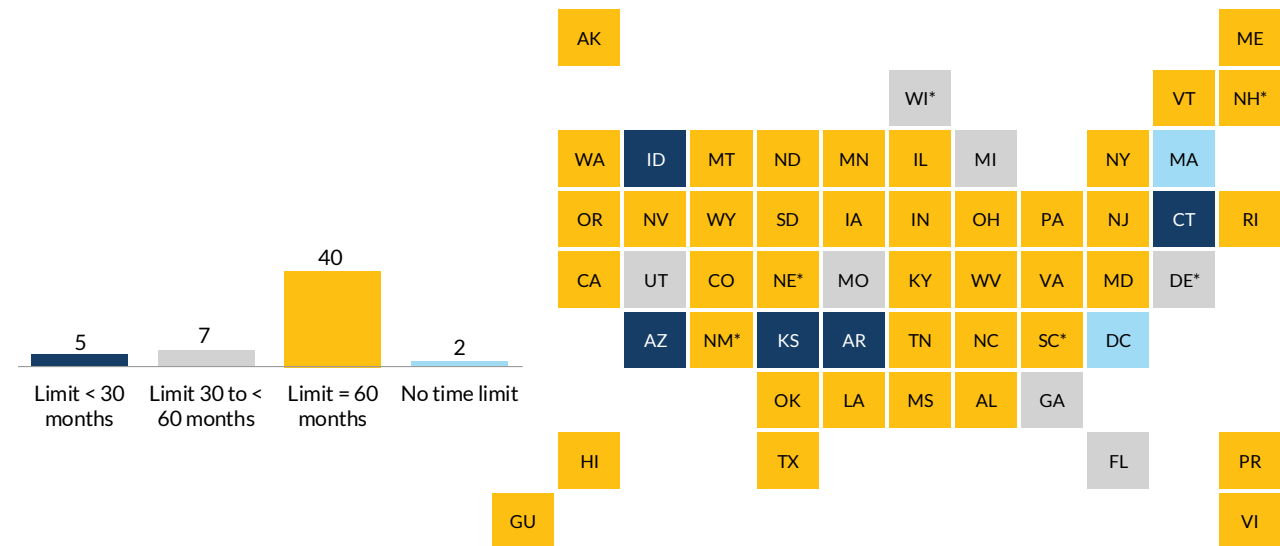 AK ME
WI* VT NH*
WA ID MT ND MN IL MI NY MA
OR NV WY SD IA IN OH PA NJ CT RI
CA UT CO NE* MO KY WV VA MD DE*
AZ NM* KS AR TN NC SC* DC
OK LA MS AL GA
HI TX FL PR
GU VI
5 7 40 2
Limit < 30
months
Limit 30 to <
60 months
Limit = 60
months
No time limit